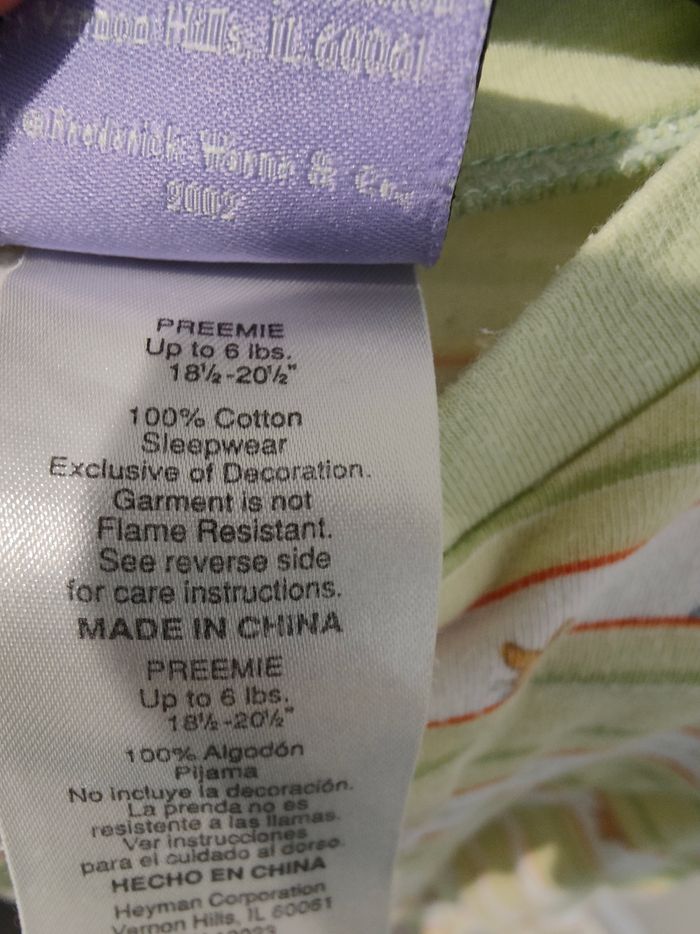 Vernon Hills, IL 60061
©Frederick Warne & Co.,
2002
PREEMIE
Up to 6 lbs.
18½-20½"
100% Cotton
Sleepwear
Exclusive of Decoration.
Garment is not
Flame Resistant.
See reverse side
for care instructions.
MADE IN CHINA
PREEMIE
Up to 6 lbs.
18½-20½"
100% Algodón
Pijama
No incluye la decoración.
La prenda no es
resistente a las llamas.
Ver instrucciones
para el cuidado al dorso.
HECHO EN CHINA
Heyman Corporation
Vernon Hills, IL 60061